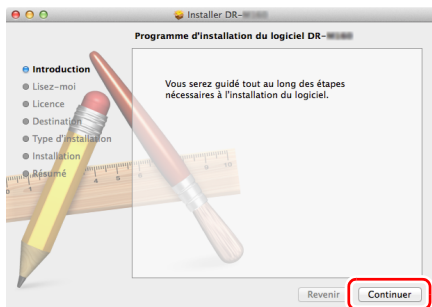 Installer DR-
Programme d'installation du logiciel DR-
Introduction
Lisez-moi
Licence
Destination
Type d'installation
Installation
Résumé
Vous serez guidé tout au long des étapes
nécessaires à l'installation du logiciel.
Revenir
Continuer